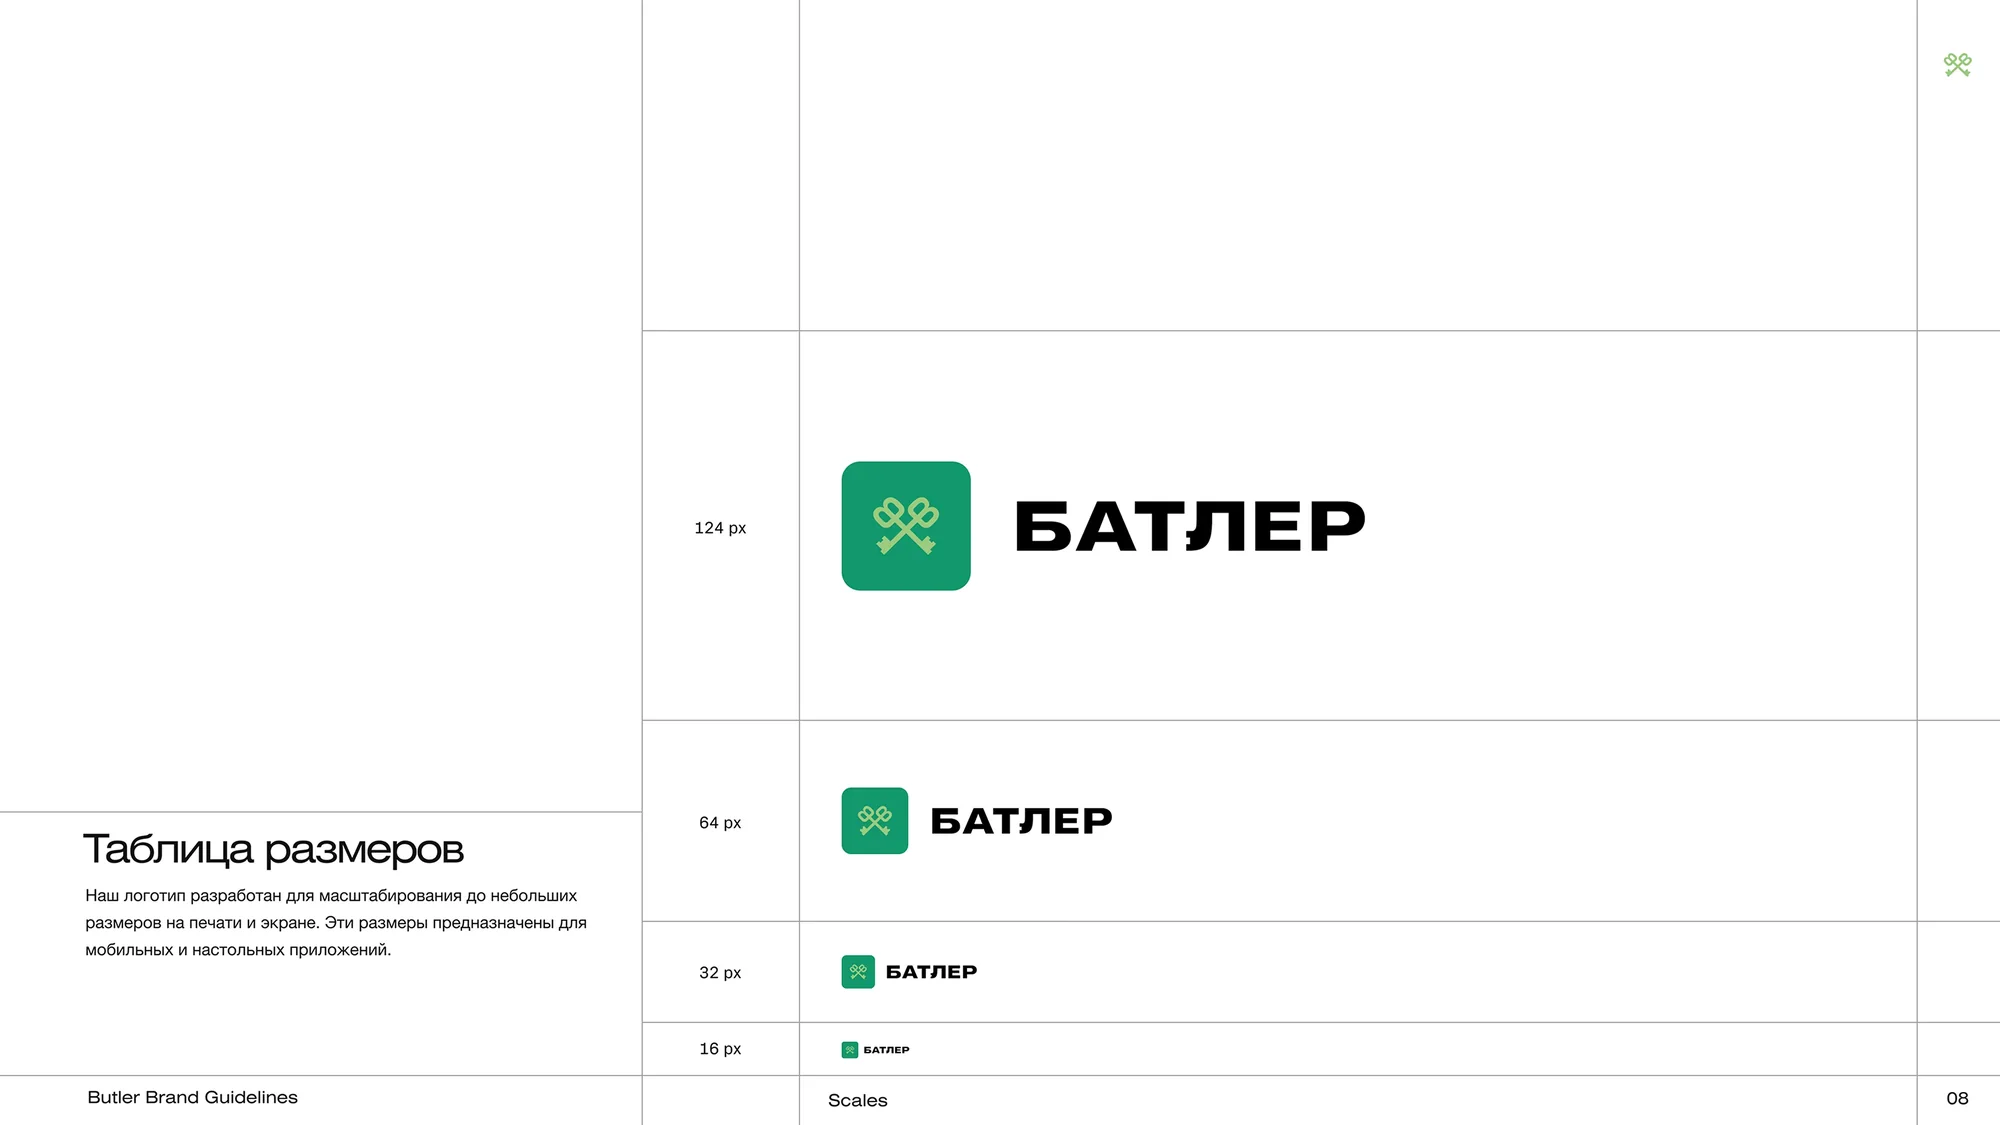 124 px
БАТЛЕР
64 px
БАТЛЕР
Таблица размеров
Наш логотип разработан для масштабирования до небольших
размеров на печати и экране. Эти размеры предназначены для
мобильных и настольных приложений.
32 px
БАТЛЕР
16 px
БАТЛЕР
Butler Brand Guidelines
Scales
08